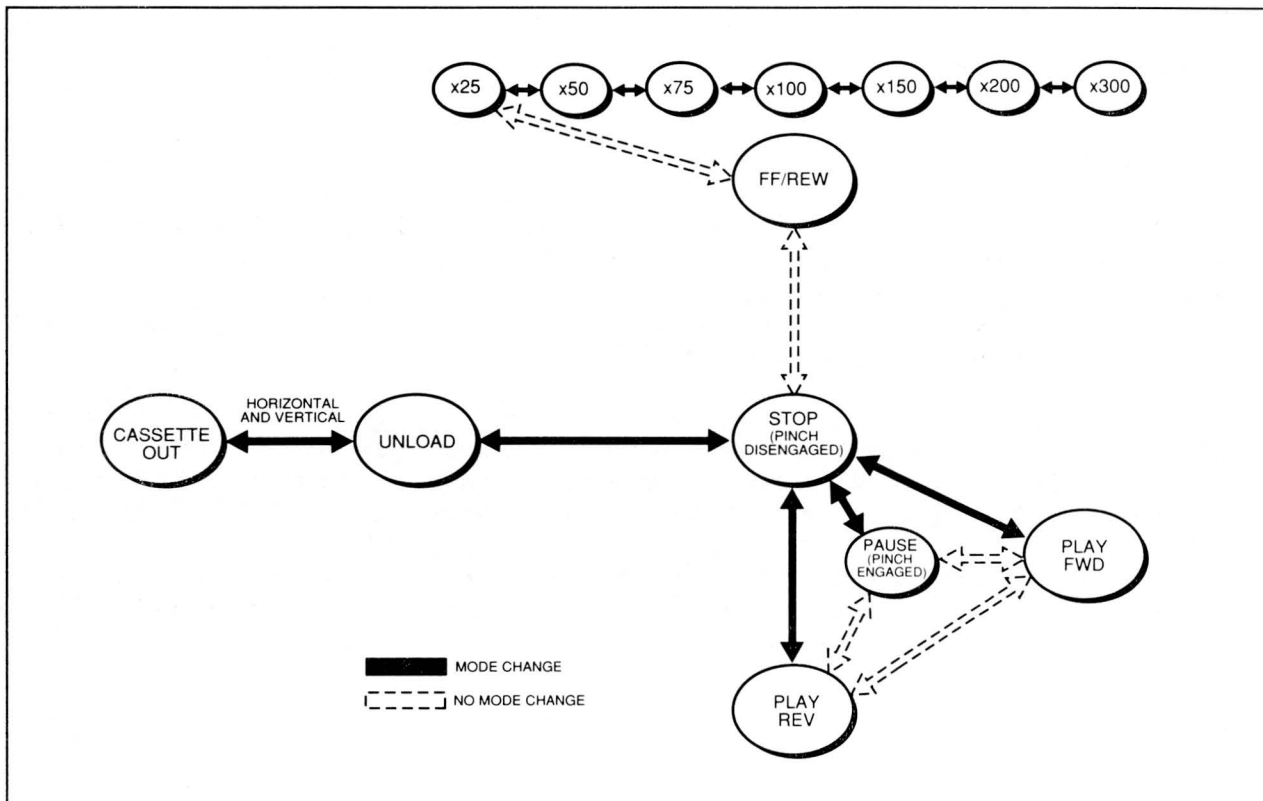 x25 x50 x75 x100 x150 x200 x300
FF/REW
HORIZONTAL
AND VERTICAL
CASSETTE
OUT
UNLOAD
STOP
(PINCH
DISENGAGED)
PAUSE
(PINCH
ENGAGED)
PLAY
FWD
PLAY
REV
MODE CHANGE
NO MODE CHANGE